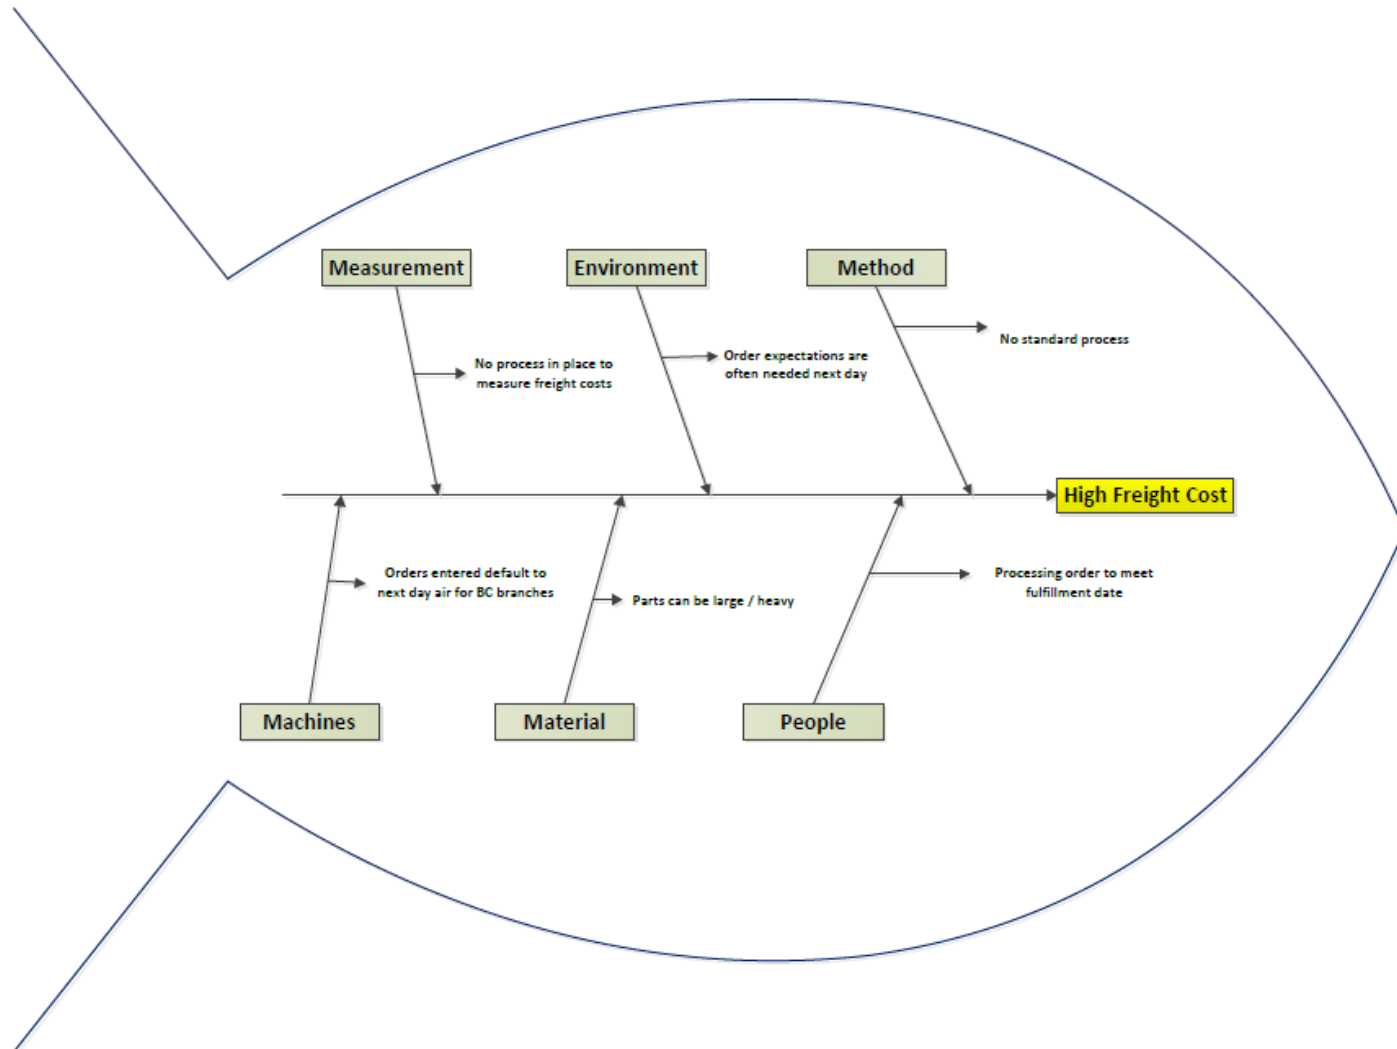 Measurement
Environment
Method
No process in place to
measure freight costs
Order expectations are
often needed next day
No standard process
High Freight Cost
Orders entered default to
next day air for BC branches
Parts can be large / heavy
Processing order to meet
fulfillment date
Machines
Material
People